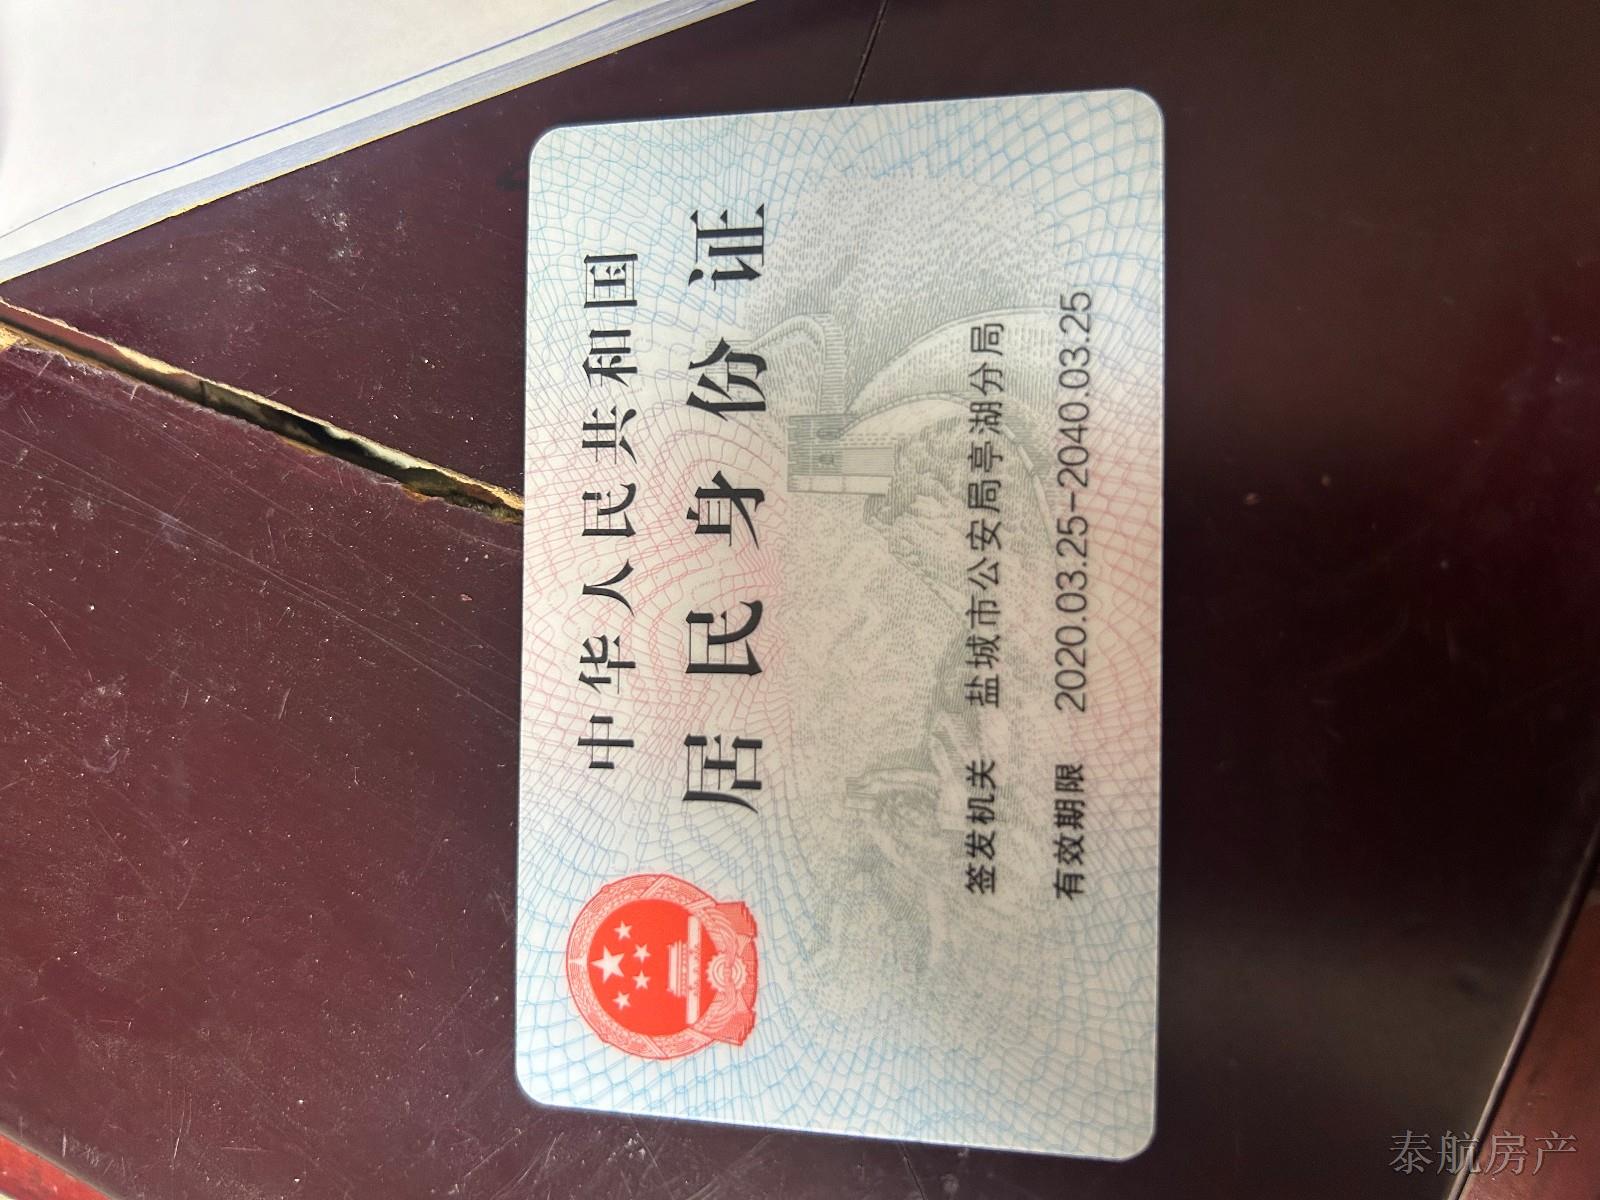 中华人民共和国
居民身份证
签发机关 盐城市公安局亭湖分局
有效期限 2020.03.25-2040.03.25
泰航房产